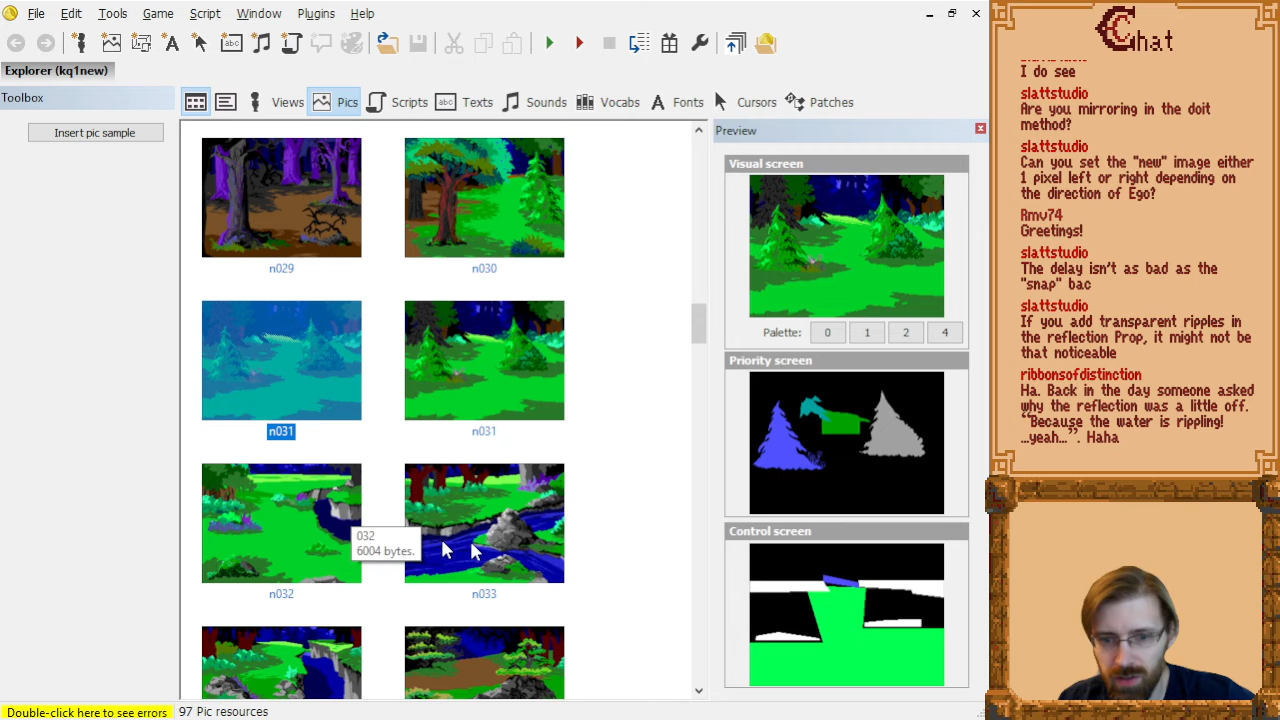 File Edit Tools Game Script Window Plugins Help
Explorer (kq1new)
Toolbox
Insert pic sample
Views Pics Scripts Texts Sounds Vocabs Fonts Cursors Patches
n029 n030
n031 n031
032
6004 bytes.
n032 n033
Preview
Visual screen
Palette: 0 1 2 4
Priority screen
Control screen
Double-click here to see errors 97 Pic resources
Chat
I do see
slattstudio
Are you mirroring in the doit
method?
slattstudio
Can you set the "new" image either
1 pixel left or right depending on
the direction of Ego?
Rmv74
Greetings!
slattstudio
The delay isn't as bad as the
"snap" bac
slattstudio
If you add transparent ripples in
the reflection Prop, it might not be
that noticeable
ribbonsofdistinction
Ha. Back in the day someone asked
why the reflection was a little off.
"Because the water is rippling!
...yeah...". Haha